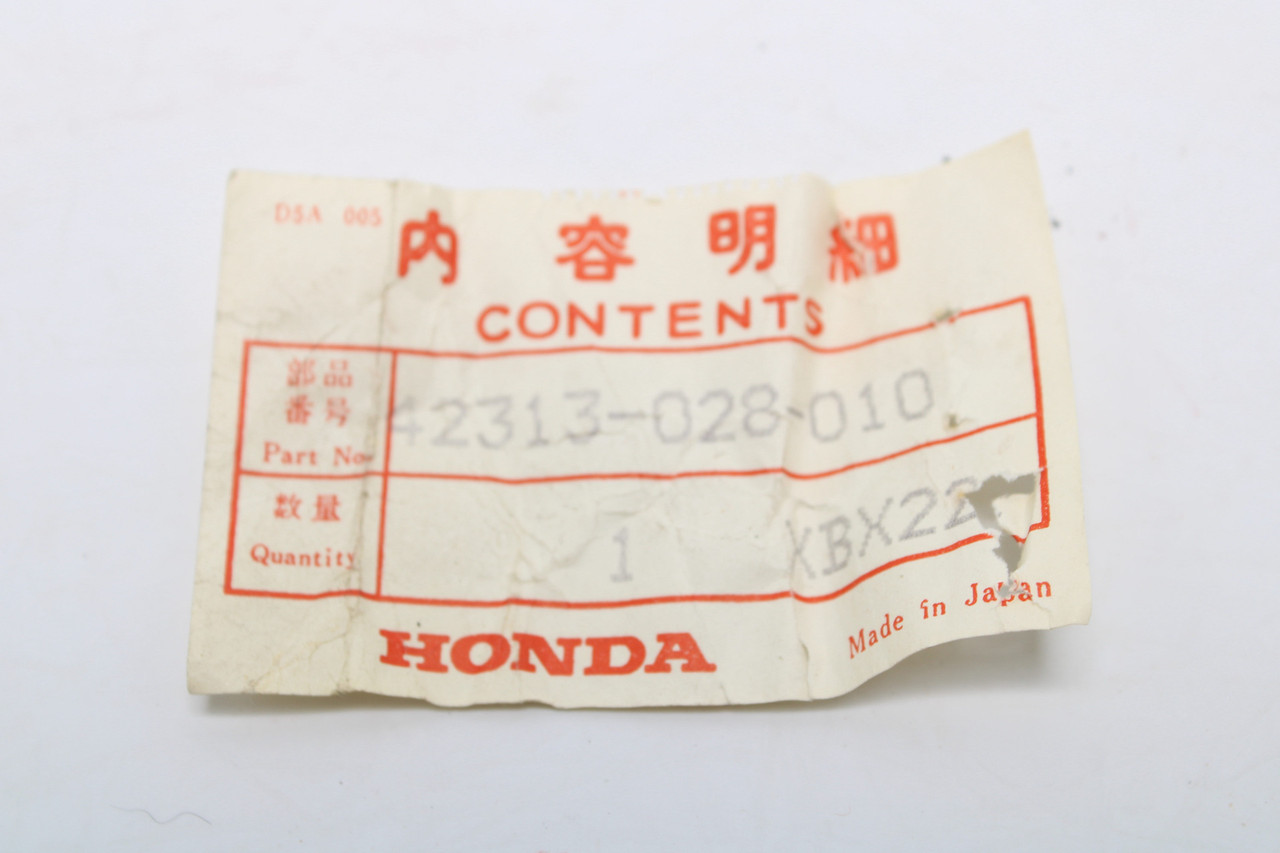 DSA 005
内容明細
CONTENTS
部品
番号
Part No.
42313-028-010
数量
Quantity
1 XBX22
HONDA
Made in Japan